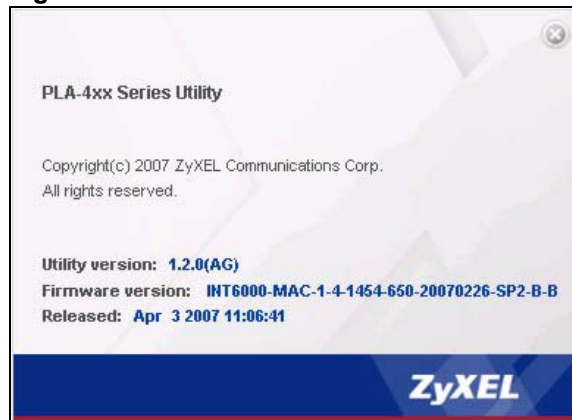 PLA-4xx Series Utility
Copyright(c) 2007 ZyXEL Communications Corp.
All rights reserved.
Utility version: 1.2.0(AG)
Firmware version: INT6000-MAC-1-4-1454-650-20070226-SP2-B-B
Released: Apr 3 2007 11:06:41
ZyXEL